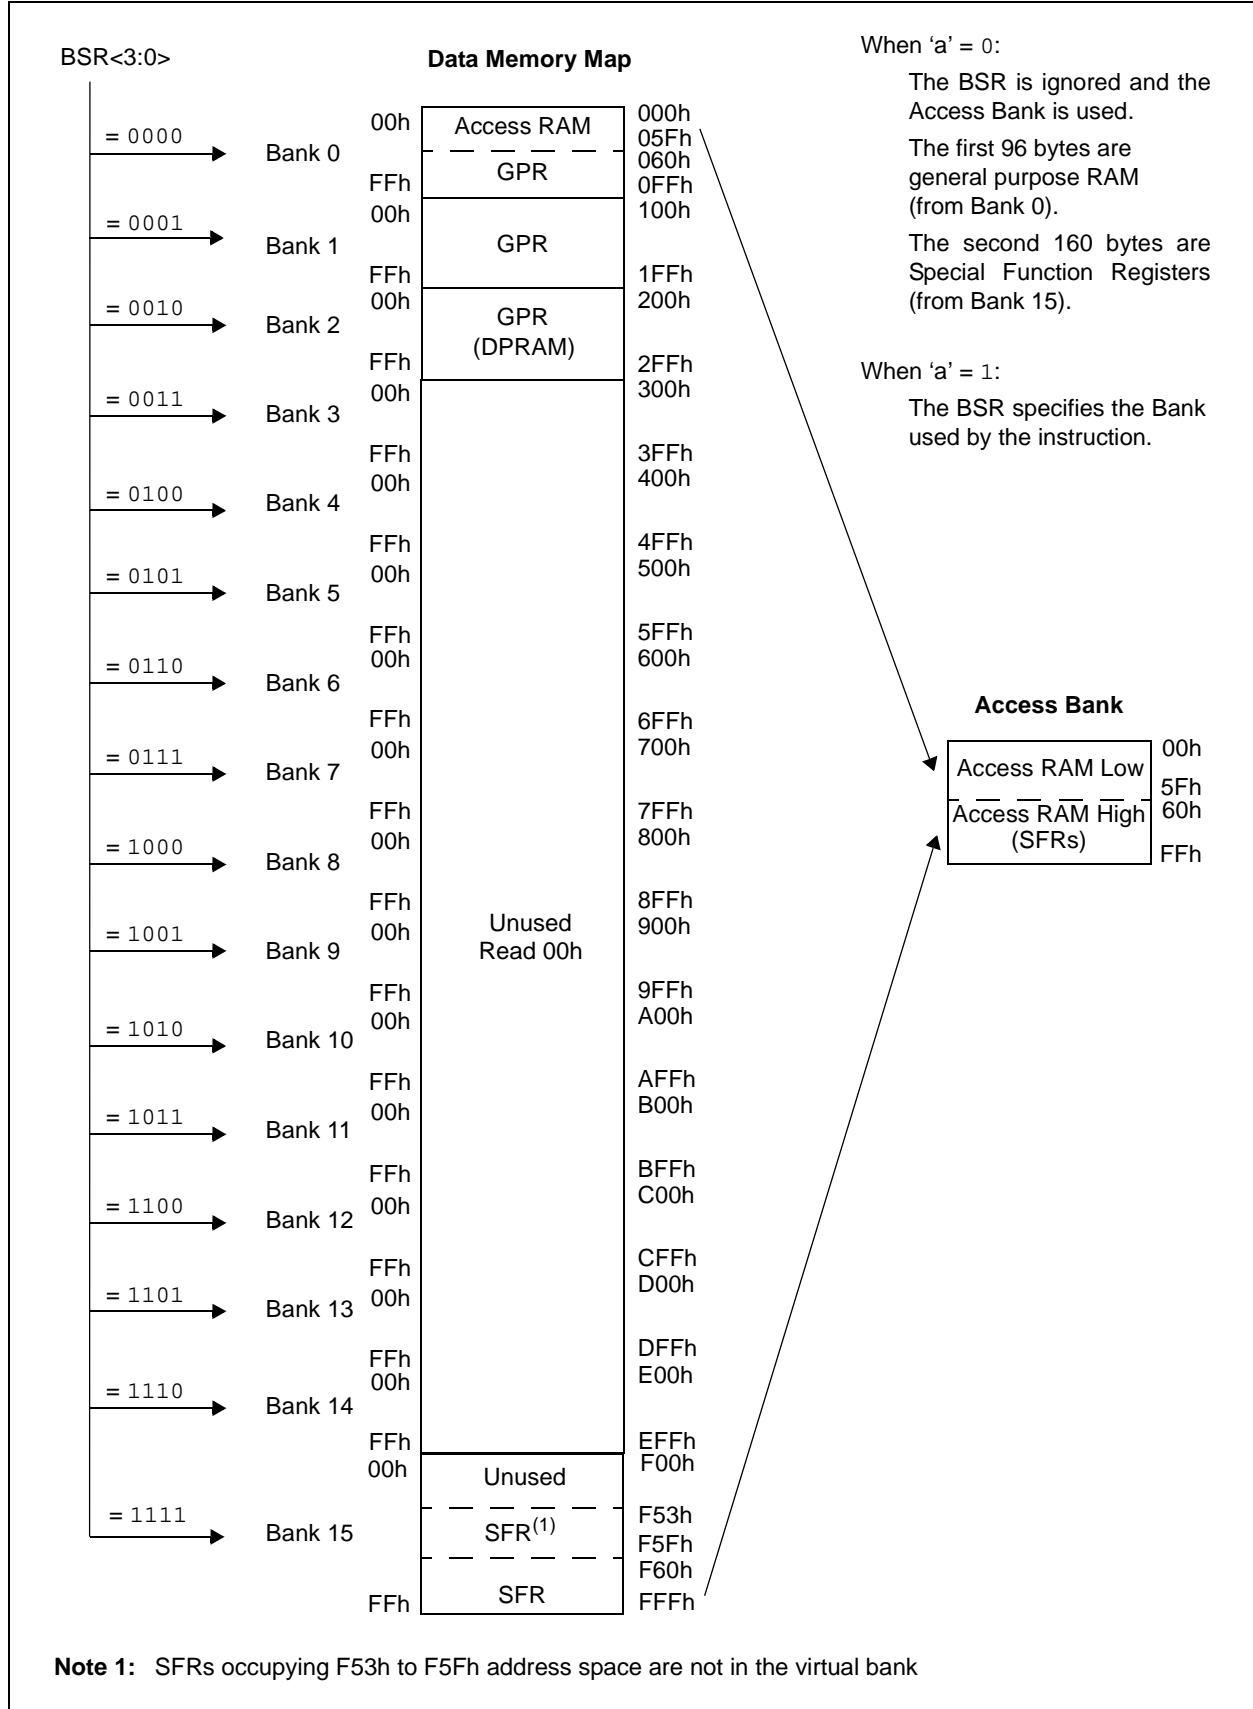 BSR<3:0>
Data Memory Map
When ‘a’ = 0:
The BSR is ignored and the
Access Bank is used.
The first 96 bytes are
general purpose RAM
(from Bank 0).
The second 160 bytes are
Special Function Registers
(from Bank 15).
When ‘a’ = 1:
The BSR specifies the Bank
used by the instruction.
= 0000
Bank 0
00h
FFh
Access RAM
GPR
000h
05Fh
060h
0FFh
= 0001
Bank 1
00h
FFh
GPR
100h
1FFh
= 0010
Bank 2
00h
FFh
GPR
(DPRAM)
200h
2FFh
= 0011
Bank 3
00h
FFh
300h
3FFh
= 0100
Bank 4
00h
FFh
400h
4FFh
= 0101
Bank 5
00h
FFh
500h
5FFh
= 0110
Bank 6
00h
FFh
600h
6FFh
= 0111
Bank 7
00h
FFh
700h
7FFh
= 1000
Bank 8
00h
FFh
800h
8FFh
= 1001
Bank 9
00h
FFh
Unused
Read 00h
900h
9FFh
= 1010
Bank 10
00h
FFh
A00h
AFFh
= 1011
Bank 11
00h
FFh
B00h
BFFh
= 1100
Bank 12
00h
FFh
C00h
CFFh
= 1101
Bank 13
00h
FFh
D00h
DFFh
= 1110
Bank 14
00h
FFh
E00h
EFFh
= 1111
Bank 15
00h
FFh
Unused
SFR(1)
SFR
F00h
F53h
F5Fh
F60h
FFFh
Access Bank
Access RAM Low
Access RAM High
(SFRs)
00h
5Fh
60h
FFh
Note 1: SFRs occupying F53h to F5Fh address space are not in the virtual bank